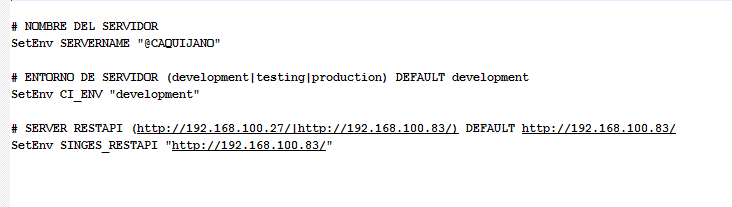 # NOMBRE DEL SERVIDOR
SetEnv SERVERNAME "@CAQUIJANO"
# ENTORNO DE SERVIDOR (development|testing|production) DEFAULT development
SetEnv CI_ENV "development"
# SERVER RESTAPI (http://192.168.100.27/|http://192.168.100.83/) DEFAULT http://192.168.100.83/
SetEnv SINGES_RESTAPI "http://192.168.100.83/"